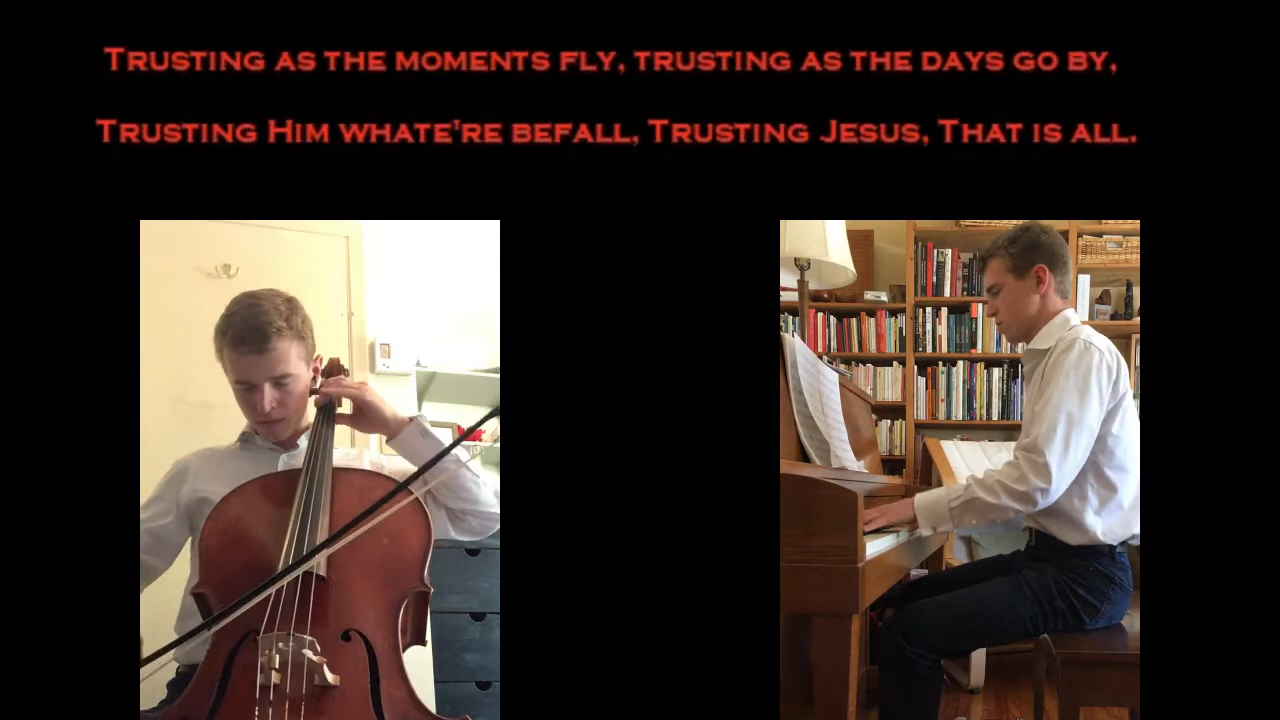 Trusting as the moments fly, trusting as the days go by,
Trusting Him whate're befall, Trusting Jesus, That is all.